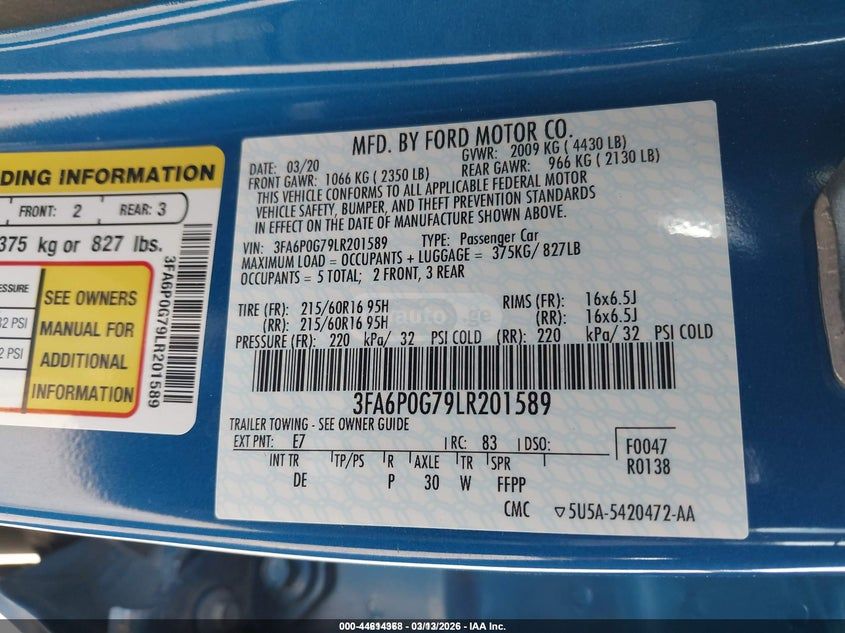 DING INFORMATION
FRONT: 2 REAR: 3
375 kg or 827 lbs.
ESSURE
32 PSI
2 PSI
SEE OWNERS
MANUAL FOR
ADDITIONAL
INFORMATION
3FA6P0G79LR201589
MFD. BY FORD MOTOR CO.
DATE: 03/20 GVWR: 2009 KG ( 4430 LB)
FRONT GAWR: 1066 KG ( 2350 LB) REAR GAWR: 966 KG ( 2130 LB)
THIS VEHICLE CONFORMS TO ALL APPLICABLE FEDERAL MOTOR
VEHICLE SAFETY, BUMPER, AND THEFT PREVENTION STANDARDS
IN EFFECT ON THE DATE OF MANUFACTURE SHOWN ABOVE.
VIN: 3FA6P0G79LR201589 TYPE: Passenger Car
MAXIMUM LOAD = OCCUPANTS + LUGGAGE = 375KG/ 827LB
OCCUPANTS = 5 TOTAL; 2 FRONT, 3 REAR
TIRE (FR): 215/60R16 95H RIMS (FR): 16x6.5J
(RR): 215/60R16 95H (RR): 16x6.5J
PRESSURE (FR): 220 kPa/ 32 PSI COLD (RR): 220 kPa/ 32 PSI COLD
3FA6P0G79LR201589
TRAILER TOWING - SEE OWNER GUIDE
EXT PNT: E7 RC: 83 DSO: F0047
R0138
INT TR TP/PS R AXLE TR SPR
DE P 30 W FFPP
CMC ▽5U5A-5420472-AA
auto.ge
03/13/2026 - IAA Inc.